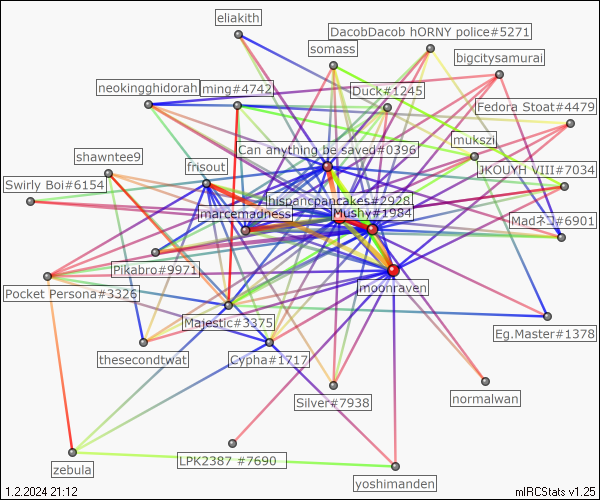 eliakith
DacobDacob hORNY police#5271
somass
bigcitysamurai
neokingghidorah
ming#4742
Duck#1245
Fedora Stoat#4479
mukszi
Can anything be saved#0396
shawntee9
frisout
JKOUYH VIII#7034
Swirly Boi#6154
hispancpancakes#2928
marcemadness
Mushy#1984
Madネコ#6901
Pikabro#9971
moonraven
Pocket Persona#3326
Majestic#3375
Eg.Master#1378
thesecondtwat
Cypha#1717
normalwan
Silver#7938
LPK2387 #7690
zebula
yoshimanden
1.2.2024 21:12
mIRCStats v1.25